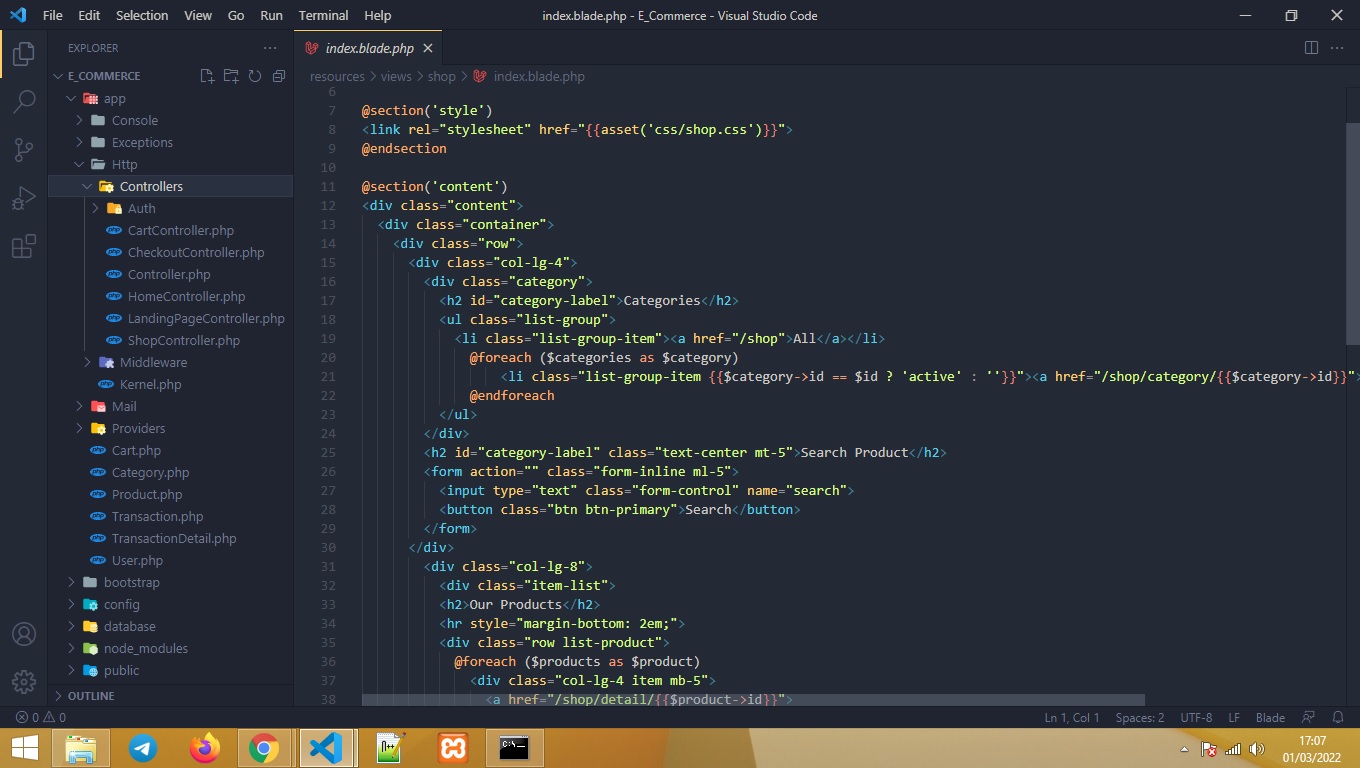 File Edit Selection View Go Run Terminal Help index.blade.php - E_Commerce - Visual Studio Code
EXPLORER
E_COMMERCE
app
Console
Exceptions
Http
Controllers
Auth
php CartController.php
php CheckoutController.php
php Controller.php
php HomeController.php
php LandingPageController.php
php ShopController.php
Middleware
php Kernel.php
Mail
Providers
php Cart.php
php Category.php
php Product.php
php Transaction.php
php TransactionDetail.php
php User.php
bootstrap
config
database
node_modules
public
OUTLINE
index.blade.php
resources > views > shop > index.blade.php
6
7 @section('style')
8 <link rel="stylesheet" href="{{asset('css/shop.css')}}">
9 @endsection
10
11 @section('content')
12 <div class="content">
13 <div class="container">
14 <div class="row">
15 <div class="col-lg-4">
16 <div class="category">
17 <h2 id="category-label">Categories</h2>
18 <ul class="list-group">
19 <li class="list-group-item"><a href="/shop">All</a></li>
20 @foreach ($categories as $category)
21 <li class="list-group-item {{$category->id == $id ? 'active' : ''}}"><a href="/shop/category/{{$category->id}}">
22 @endforeach
23 </ul>
24 </div>
25 <h2 id="category-label" class="text-center mt-5">Search Product</h2>
26 <form action="" class="form-inline ml-5">
27 <input type="text" class="form-control" name="search">
28 <button class="btn btn-primary">Search</button>
29 </form>
30 </div>
31 <div class="col-lg-8">
32 <div class="item-list">
33 <h2>Our Products</h2>
34 <hr style="margin-bottom: 2em;">
35 <div class="row list-product">
36 @foreach ($products as $product)
37 <div class="col-lg-4 item mb-5">
38 <a href="/shop/detail/{{$product->id}}">
0 0 Ln 1, Col 1 Spaces: 2 UTF-8 LF Blade
17:07
01/03/2022